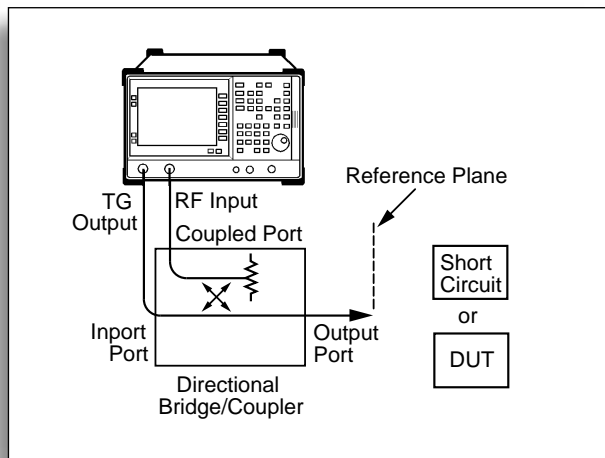 Reference Plane
TG
Output
RF Input
Coupled Port
Short
Circuit
or
DUT
Inport
Port
Output
Port
Directional
Bridge/Coupler